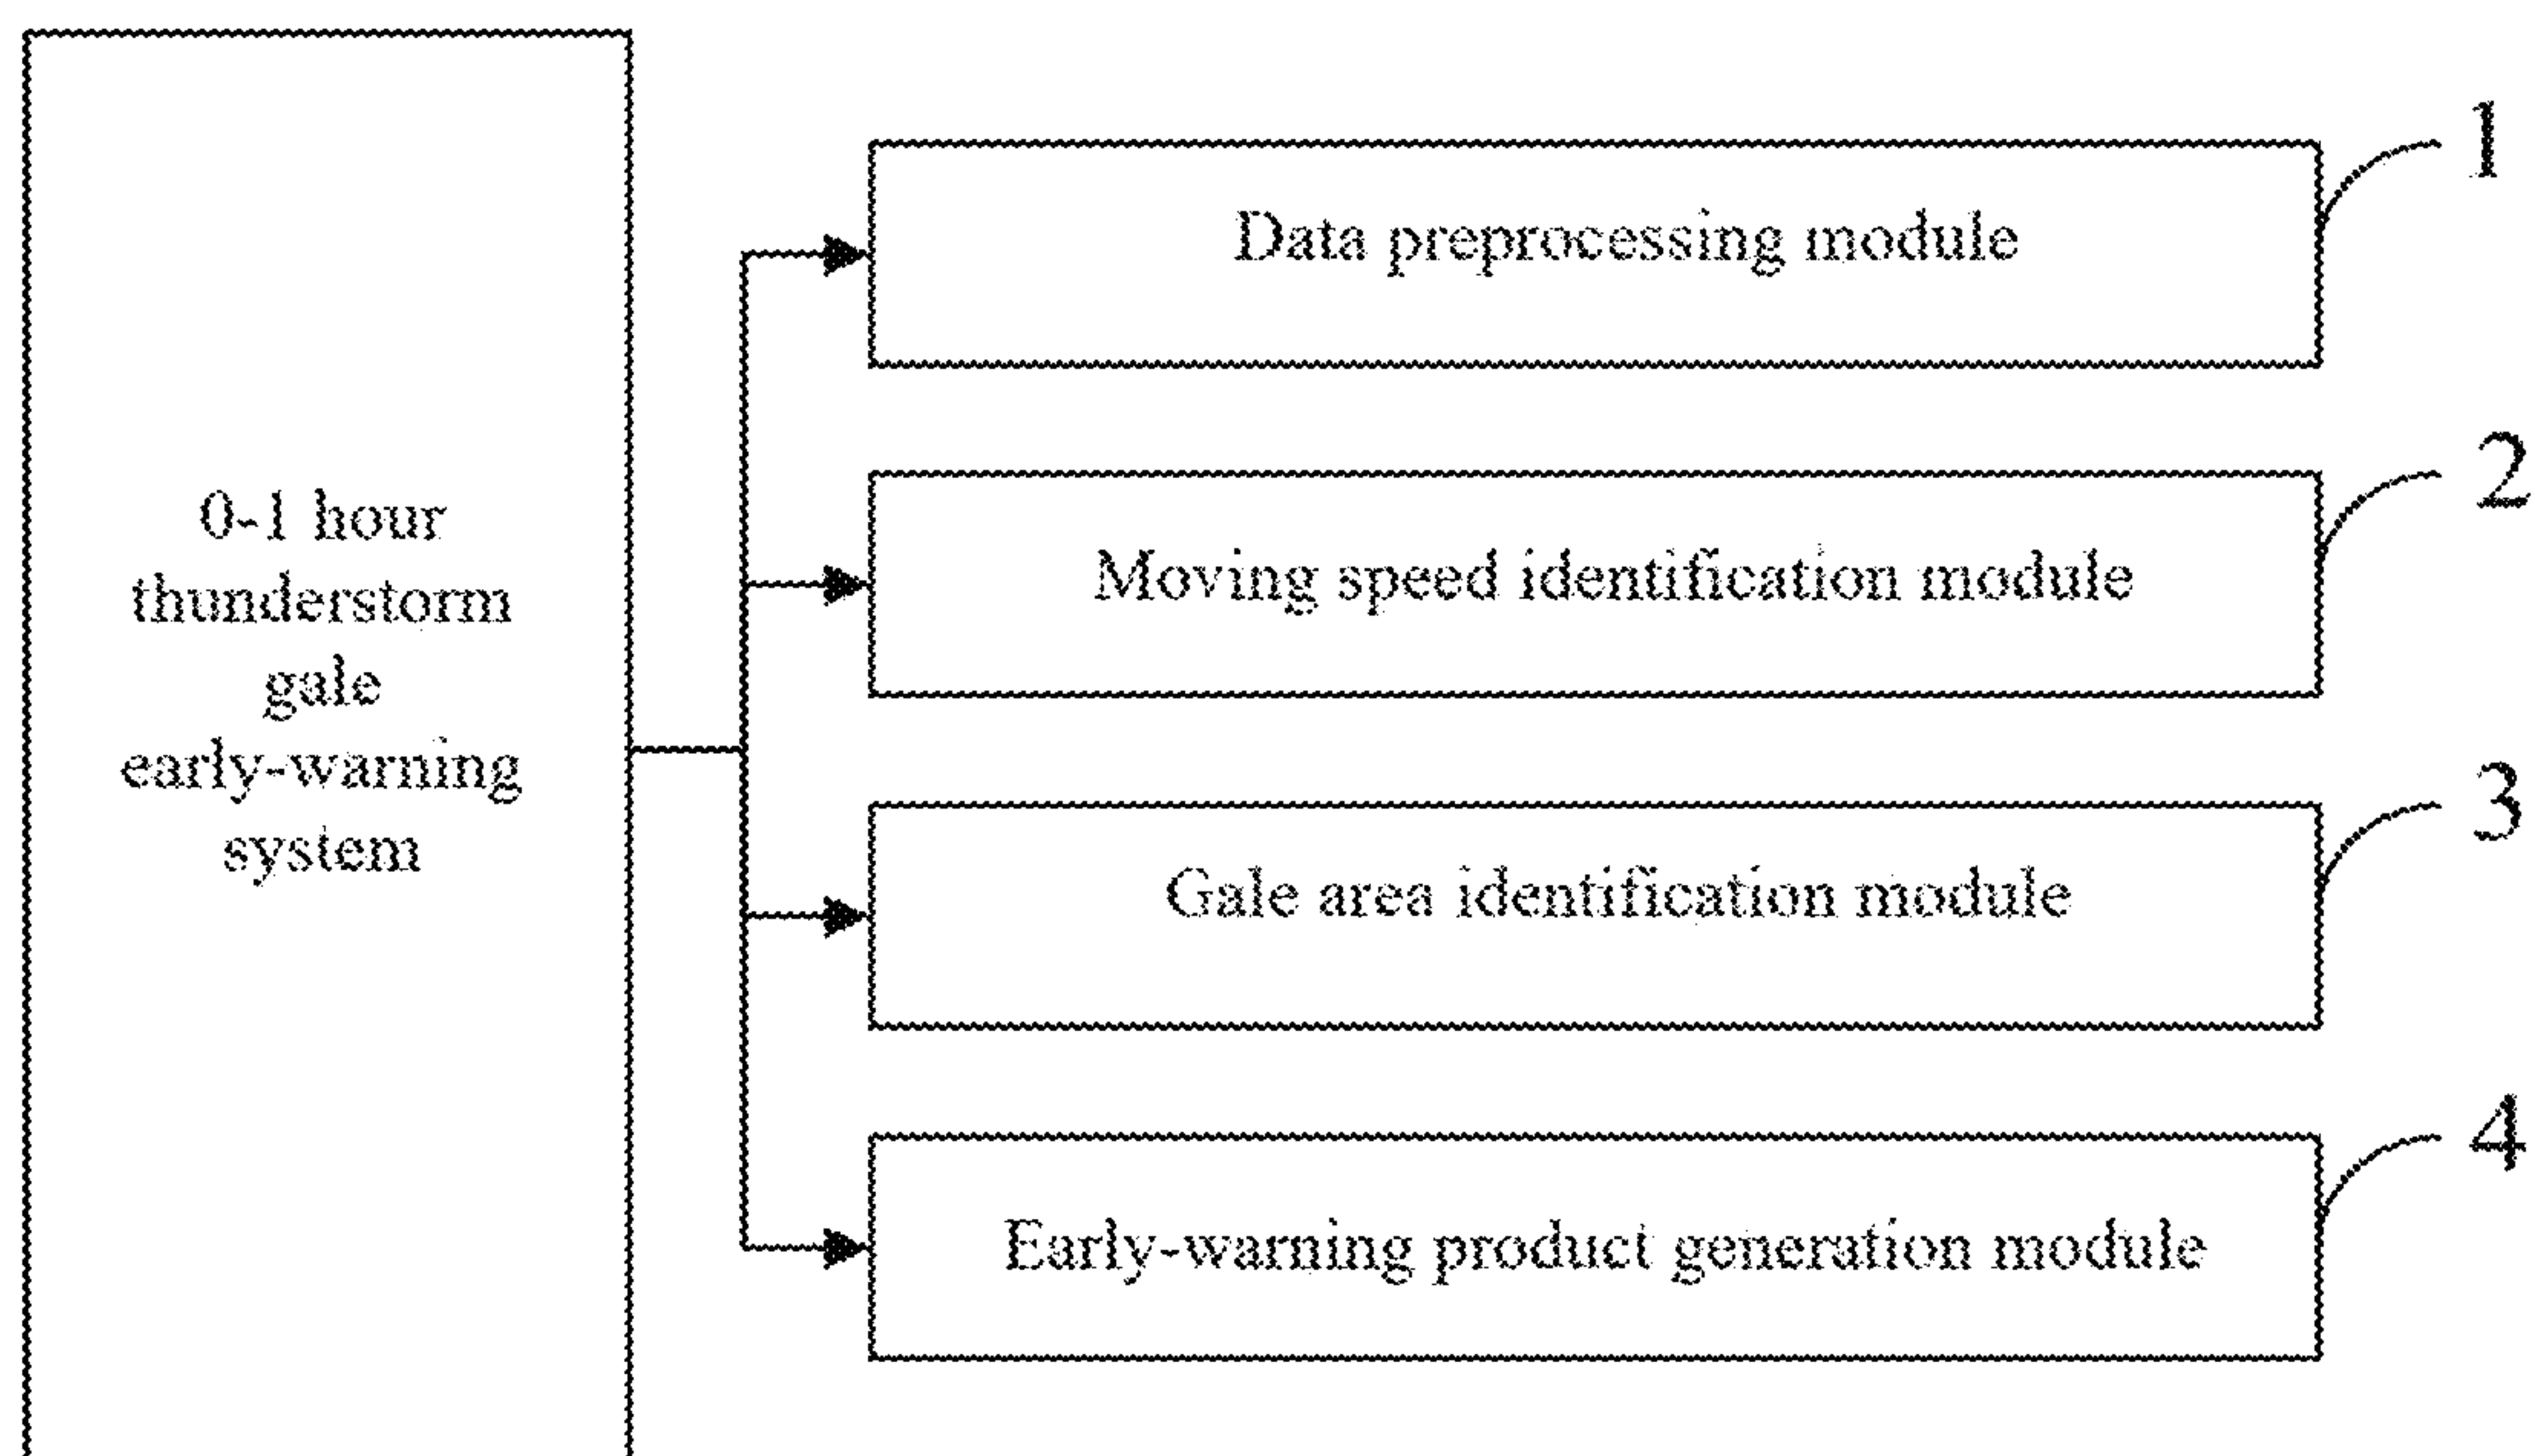 0-1 hour
thunderstorm
gale
early-warning
system
Data preprocessing module
1
Moving speed identification module
2
Gale area identification module
3
Early-warning product generation module
4